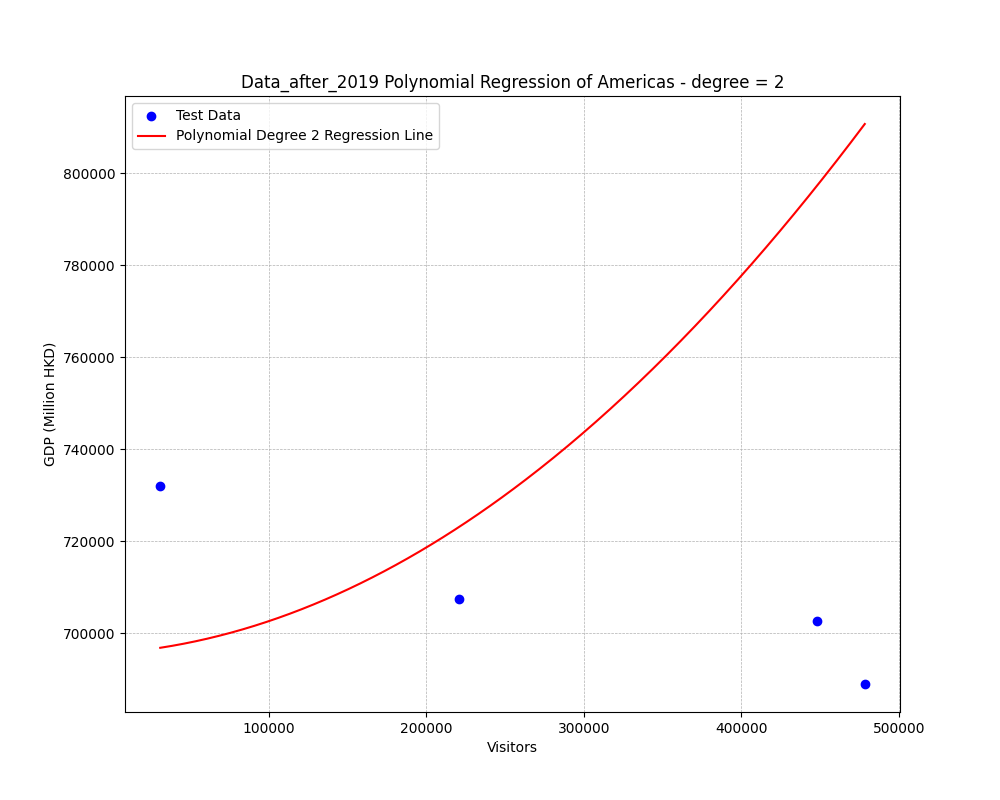 Data_after_2019 Polynomial Regression of Americas - degree = 2
Test Data
Polynomial Degree 2 Regression Line
800000
780000
760000
740000
720000
700000
GDP (Million HKD)
100000 200000 300000 400000 500000
Visitors